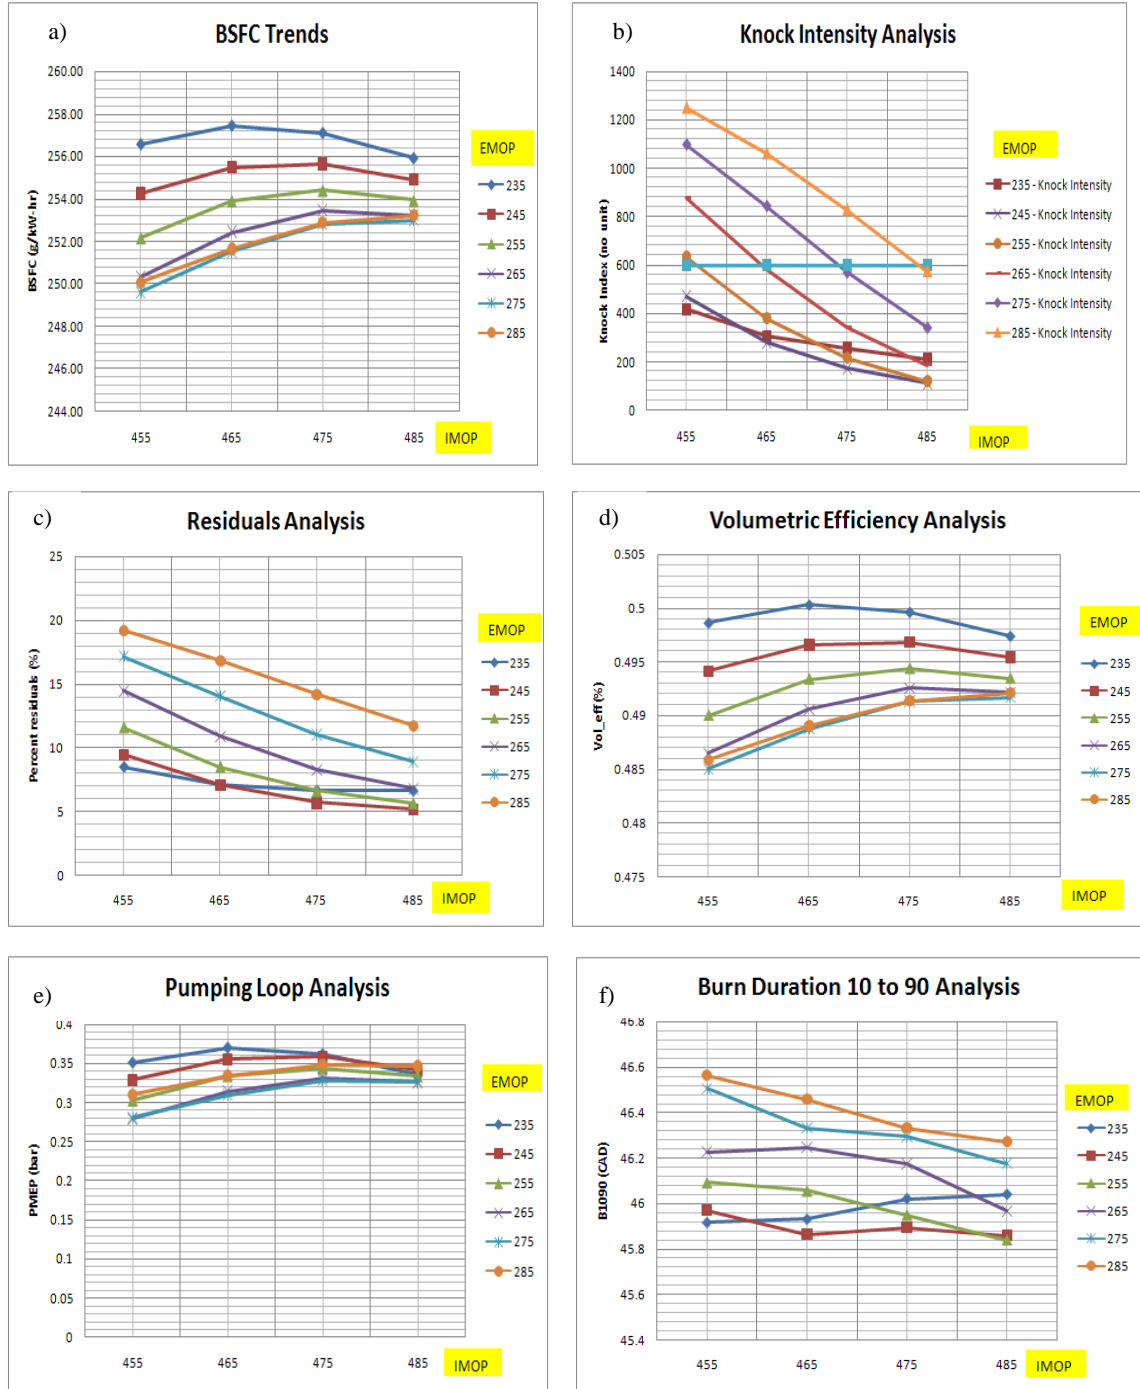 a)
BSFC Trends
BSFC (g/kW-hr)
260.00
258.00
256.00
254.00
252.00
250.00
248.00
246.00
244.00
455 465 475 485
IMOP
EMOP
235
245
255
265
275
285
b)
Knock Intensity Analysis
Knock Index (no unit)
1400
1200
1000
800
600
400
200
0
455 465 475 485
IMOP
EMOP
235 - Knock Intensity
245 - Knock Intensity
255 - Knock Intensity
265 - Knock Intensity
275 - Knock Intensity
285 - Knock Intensity
c)
Residuals Analysis
Percent residuals (%)
25
20
15
10
5
0
455 465 475 485
IMOP
EMOP
235
245
255
265
275
285
d)
Volumetric Efficiency Analysis
Vol_eff (%)
0.505
0.5
0.495
0.49
0.485
0.48
0.475
455 465 475 485
IMOP
EMOP
235
245
255
265
275
285
e)
Pumping Loop Analysis
PMEP (bar)
0.4
0.35
0.3
0.25
0.2
0.15
0.1
0.05
0
455 465 475 485
IMOP
EMOP
235
245
255
265
275
285
f)
Burn Duration 10 to 90 Analysis
B1090 (CAD)
46.8
46.6
46.4
46.2
46
45.8
45.6
45.4
455 465 475 485
IMOP
EMOP
235
245
255
265
275
285